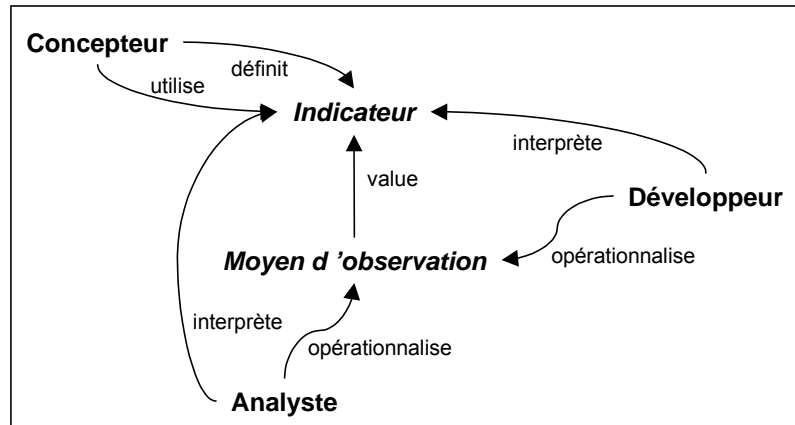 Concepteur
définit
utilise
Indicateur
interprète
value
Développeur
Moyen d 'observation
opérationnalise
interprète
opérationnalise
Analyste